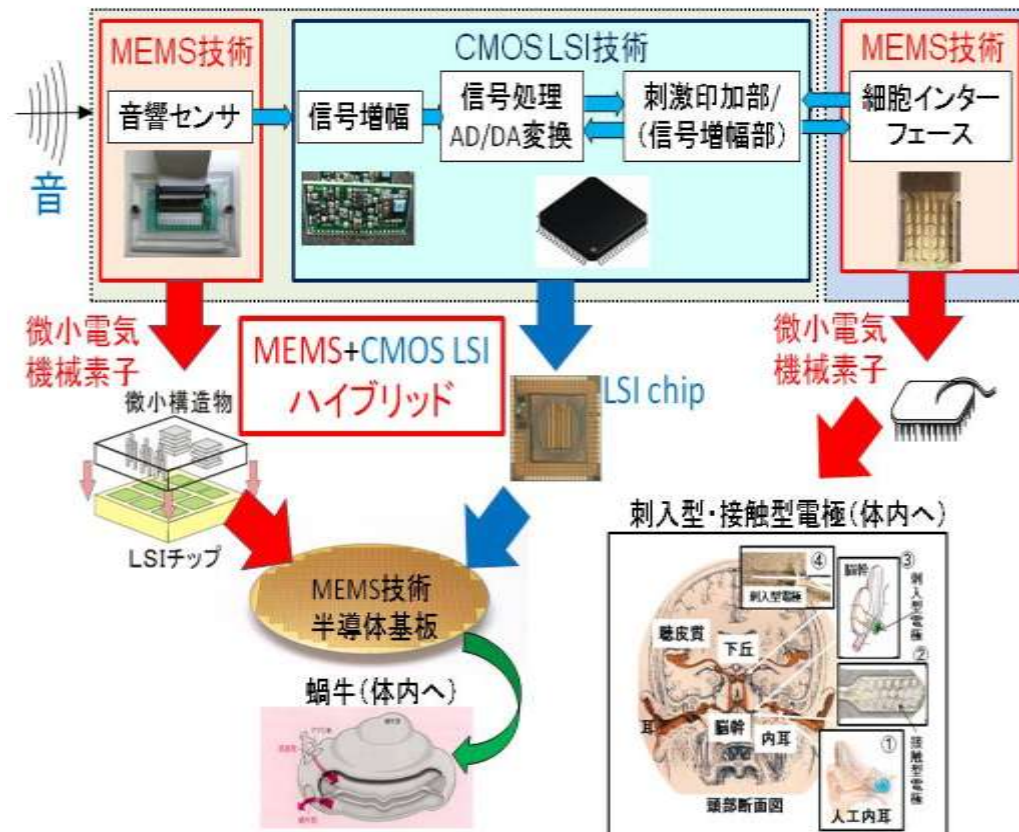 MEMS技術
CMOS LSI技術
MEMS技術
音響センサ
信号増幅
信号処理
AD/DA変換
刺激印加部/
(信号増幅部)
細胞インター
フェース
音
微小電気
機械素子
MEMS+CMOS LSI
ハイブリッド
LSI chip
微小電気
機械素子
微小構造物
LSIチップ
MEMS技術
半導体基板
蝸牛(体内へ)
刺入型・接触型電極(体内へ)
④
刺入型電極
③
脳幹
刺入型電極
聴皮質
下丘
②
接触型電極
耳
脳幹
内耳
①
人工内耳
頭部断面図